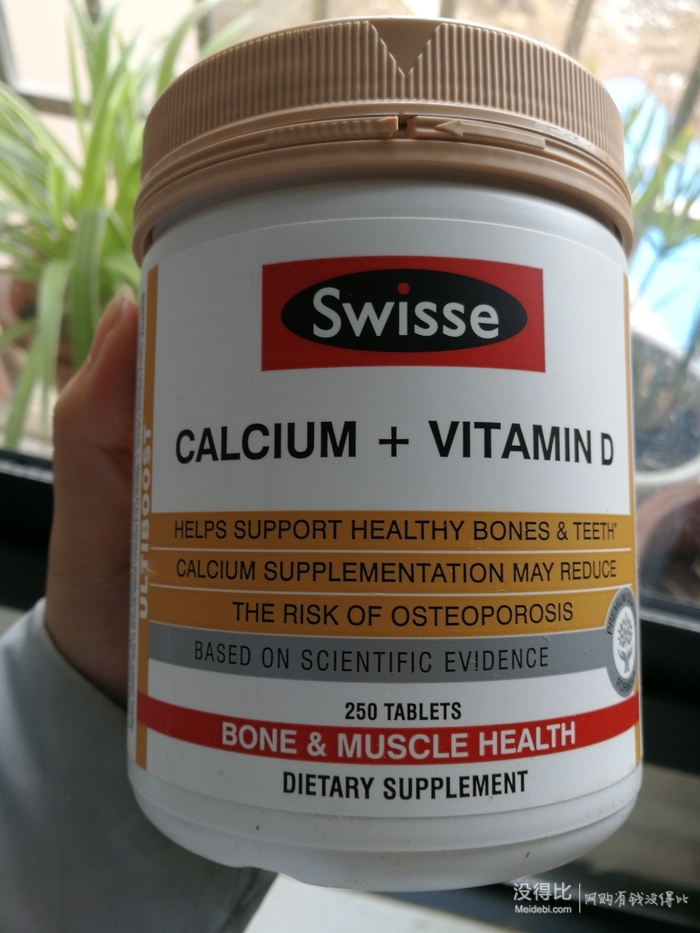 Swisse
CALCIUM + VITAMIN D
HELPS SUPPORT HEALTHY BONES & TEETH*
CALCIUM SUPPLEMENTATION MAY REDUCE
THE RISK OF OSTEOPOROSIS
BASED ON SCIENTIFIC EVIDENCE
250 TABLETS
BONE & MUSCLE HEALTH
DIETARY SUPPLEMENT
ULTIBOOST
没得比
Meidebi.com
网购有钱没得比